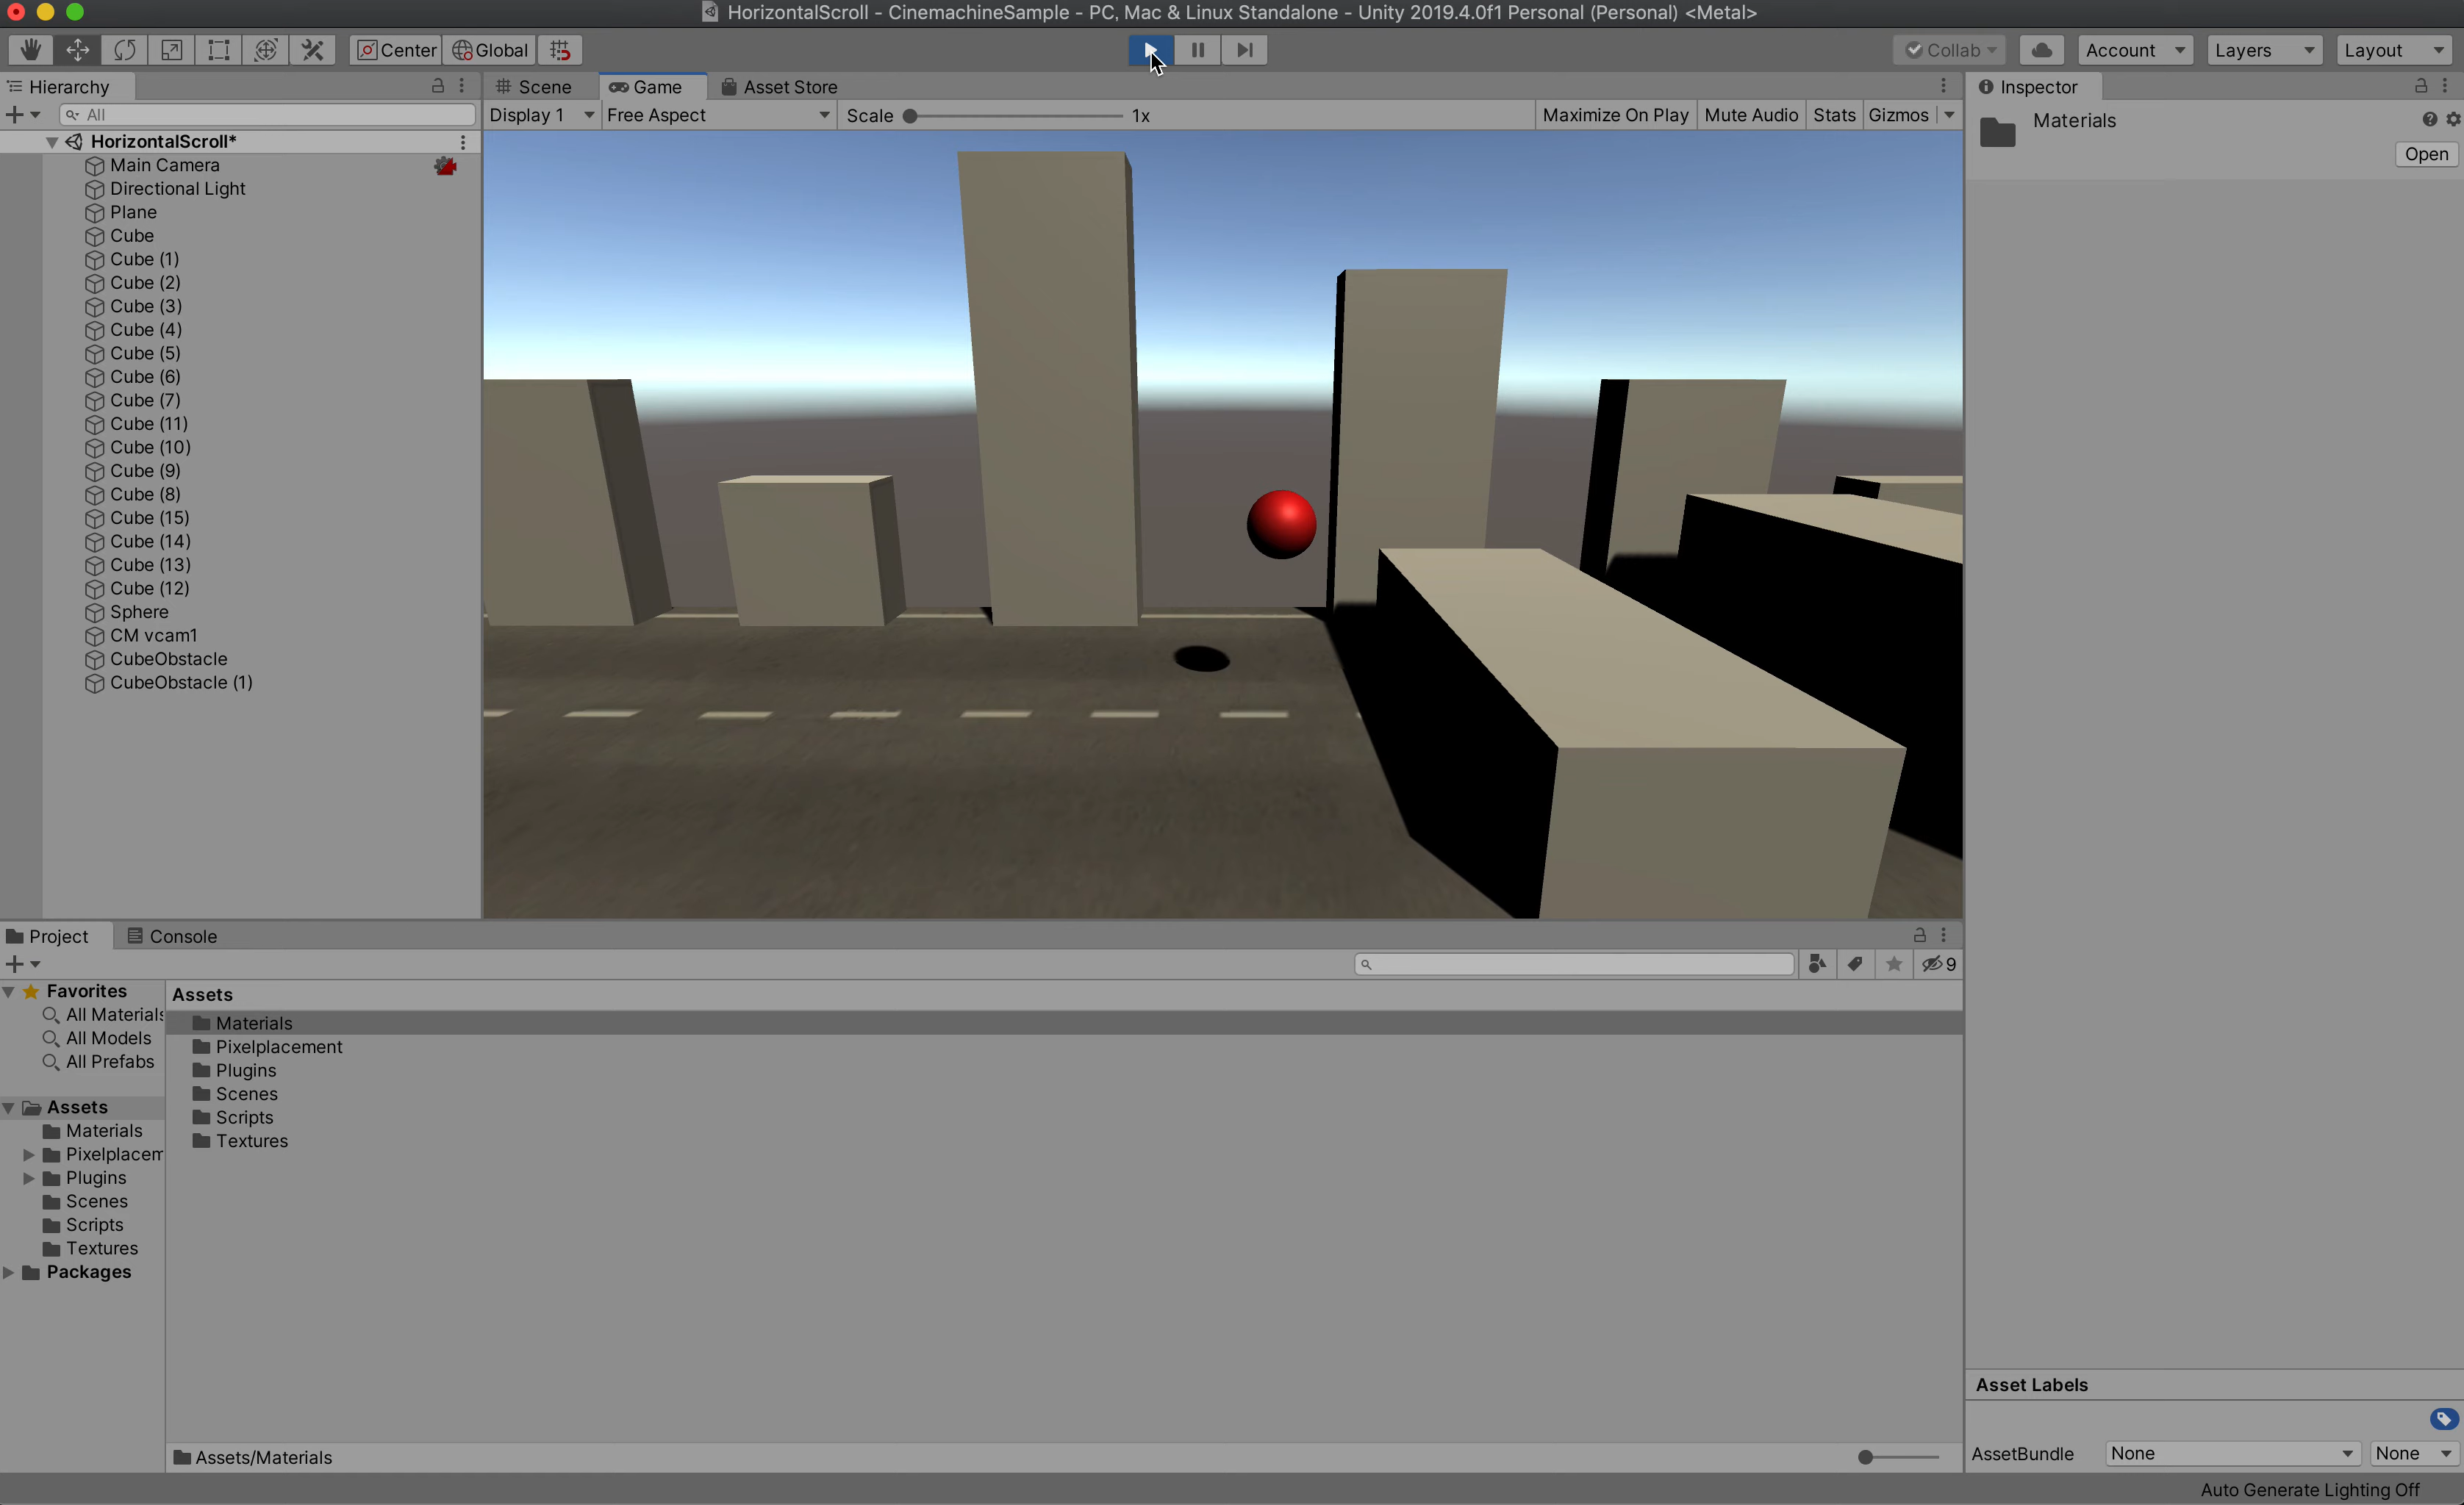 HorizontalScroll - CinemachineSample - PC, Mac & Linux Standalone - Unity 2019.4.0f1 Personal (Personal) <Metal>
Center Global Collab Account Layers Layout
Hierarchy
All
HorizontalScroll*
Main Camera
Directional Light
Plane
Cube
Cube (1)
Cube (2)
Cube (3)
Cube (4)
Cube (5)
Cube (6)
Cube (7)
Cube (11)
Cube (10)
Cube (9)
Cube (8)
Cube (15)
Cube (14)
Cube (13)
Cube (12)
Sphere
CM vcam1
CubeObstacle
CubeObstacle (1)
Scene Game Asset Store
Display 1 Free Aspect Scale 1x Maximize On Play Mute Audio Stats Gizmos
Inspector
Materials
Open
Project Console
9
Favorites
All Materials
All Models
All Prefabs
Assets
Materials
Pixelplacem
Plugins
Scenes
Scripts
Textures
Packages
Assets
Materials
Pixelplacement
Plugins
Scenes
Scripts
Textures
Assets/Materials
Asset Labels
AssetBundle None None
Auto Generate Lighting Off